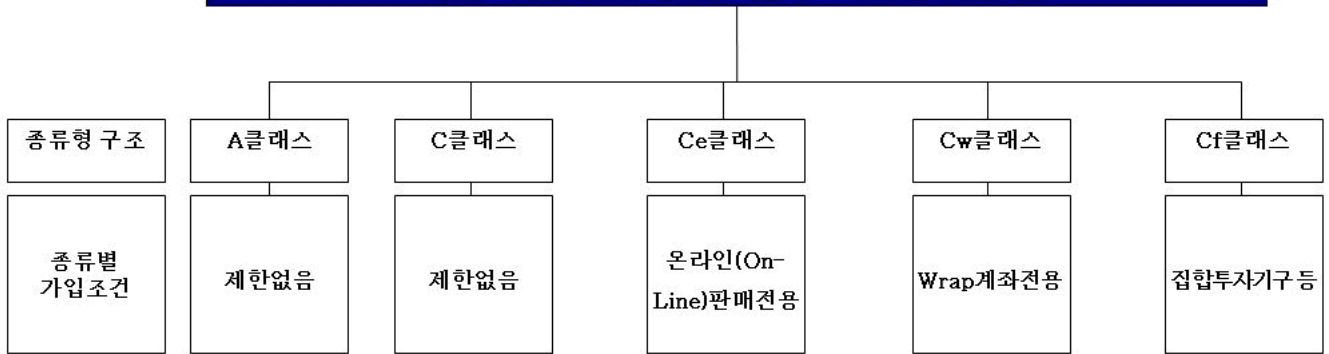 종류형 구조 A클래스 C클래스 Ce클래스 Cw클래스 Cf클래스
종류별
가입조건
제한없음
제한없음
온라인(On-
Line)판매전용
Wrap계좌전용
집합투자기구 등